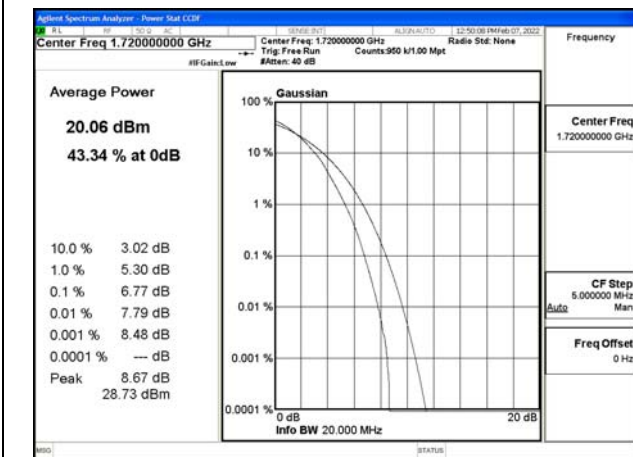 Agilent Spectrum Analyzer - Power Stat CCDF
RL RF 50 Ω AC SENSE:INT ALIGN AUTO 12:50:08 PM Feb 07, 2022
Center Freq 1.720000000 GHz
Center Freq: 1.720000000 GHz Radio Std: None
Trig: Free Run Counts:950 k/1.00 Mpt
#IFGain:Low #Atten: 40 dB
Frequency
Average Power
20.06 dBm
43.34 % at 0dB
10.0 % 3.02 dB
1.0 % 5.30 dB
0.1 % 6.77 dB
0.01 % 7.79 dB
0.001 % 8.48 dB
0.0001 % --- dB
Peak 8.67 dB
28.73 dBm
Gaussian
100 %
10 %
1 %
0.1 %
0.01 %
0.001 %
0.0001 %
0 dB 20 dB
Info BW 20.000 MHz
Center Freq
1.720000000 GHz
CF Step
5.000000 MHz
Auto Man
Freq Offset
0 Hz
MSG STATUS